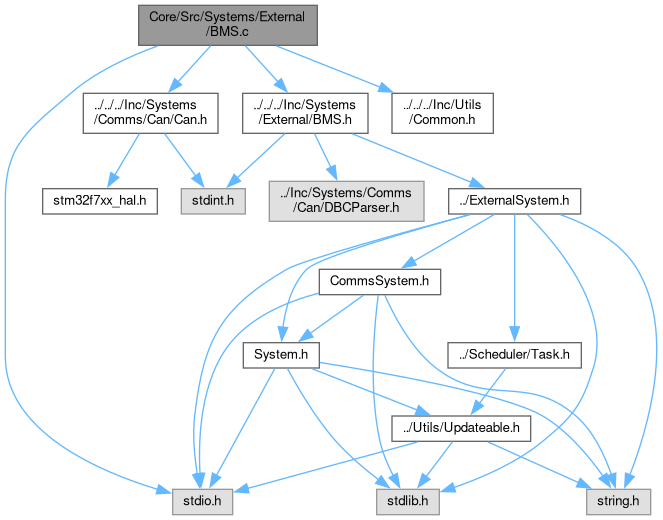 Core/Src/Systems/External
/BMS.c
../../../Inc/Systems
/Comms/Can/Can.h
../../../Inc/Systems
/External/BMS.h
../../../Inc/Utils
/Common.h
stm32f7xx_hal.h
stdint.h
../Inc/Systems/Comms
/Can/DBCParser.h
../ExternalSystem.h
CommsSystem.h
System.h
../Scheduler/Task.h
../Utils/Updateable.h
stdio.h
stdlib.h
string.h